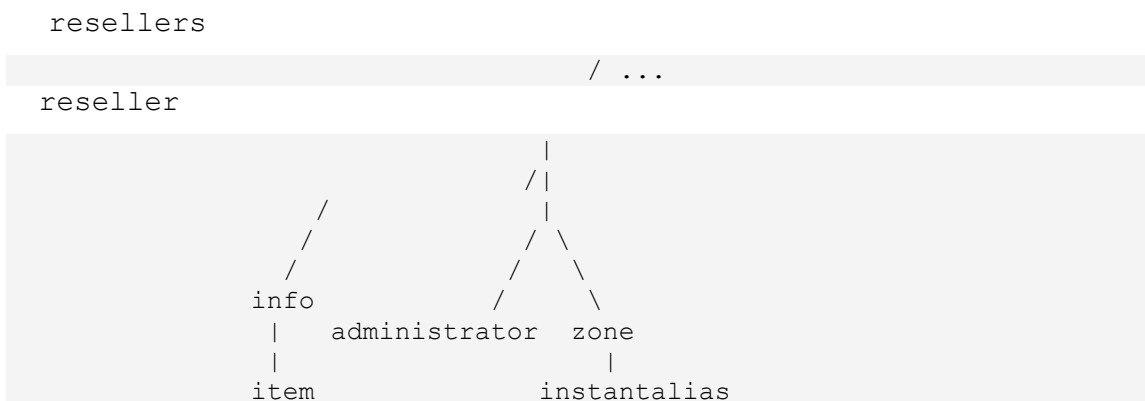 resellers
/ ...
reseller
|
/|
/ |
/ / \
/ / \
info / \
| administrator zone
| |
item instantalias